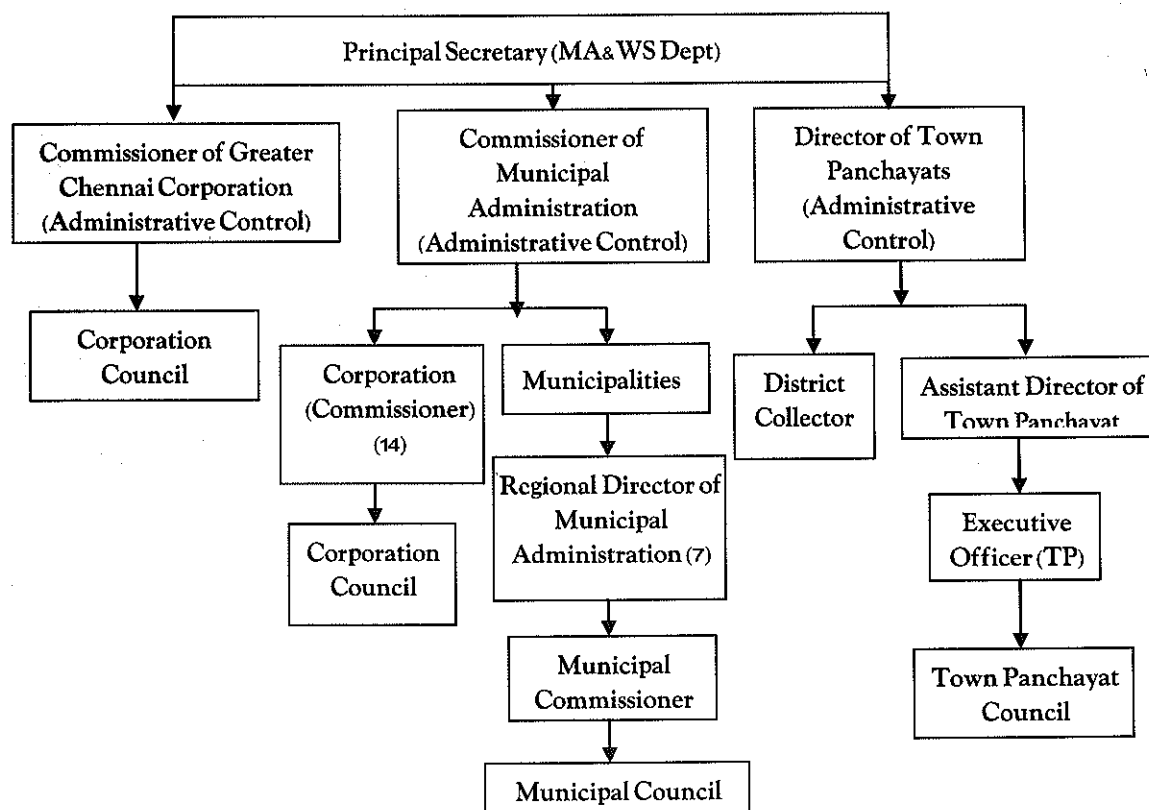 Principal Secretary (MA&WS Dept)
Commissioner of Greater
Chennai Corporation
(Administrative Control)
Commissioner of
Municipal
Administration
(Administrative Control)
Director of Town
Panchayats
(Administrative
Control)
Corporation
Council
Corporation
(Commissioner)
(14)
Municipalities
District
Collector
Assistant Director of
Town Panchayat
Regional Director of
Municipal
Administration (7)
Executive
Officer (TP)
Corporation
Council
Municipal
Commissioner
Town Panchayat
Council
Municipal Council